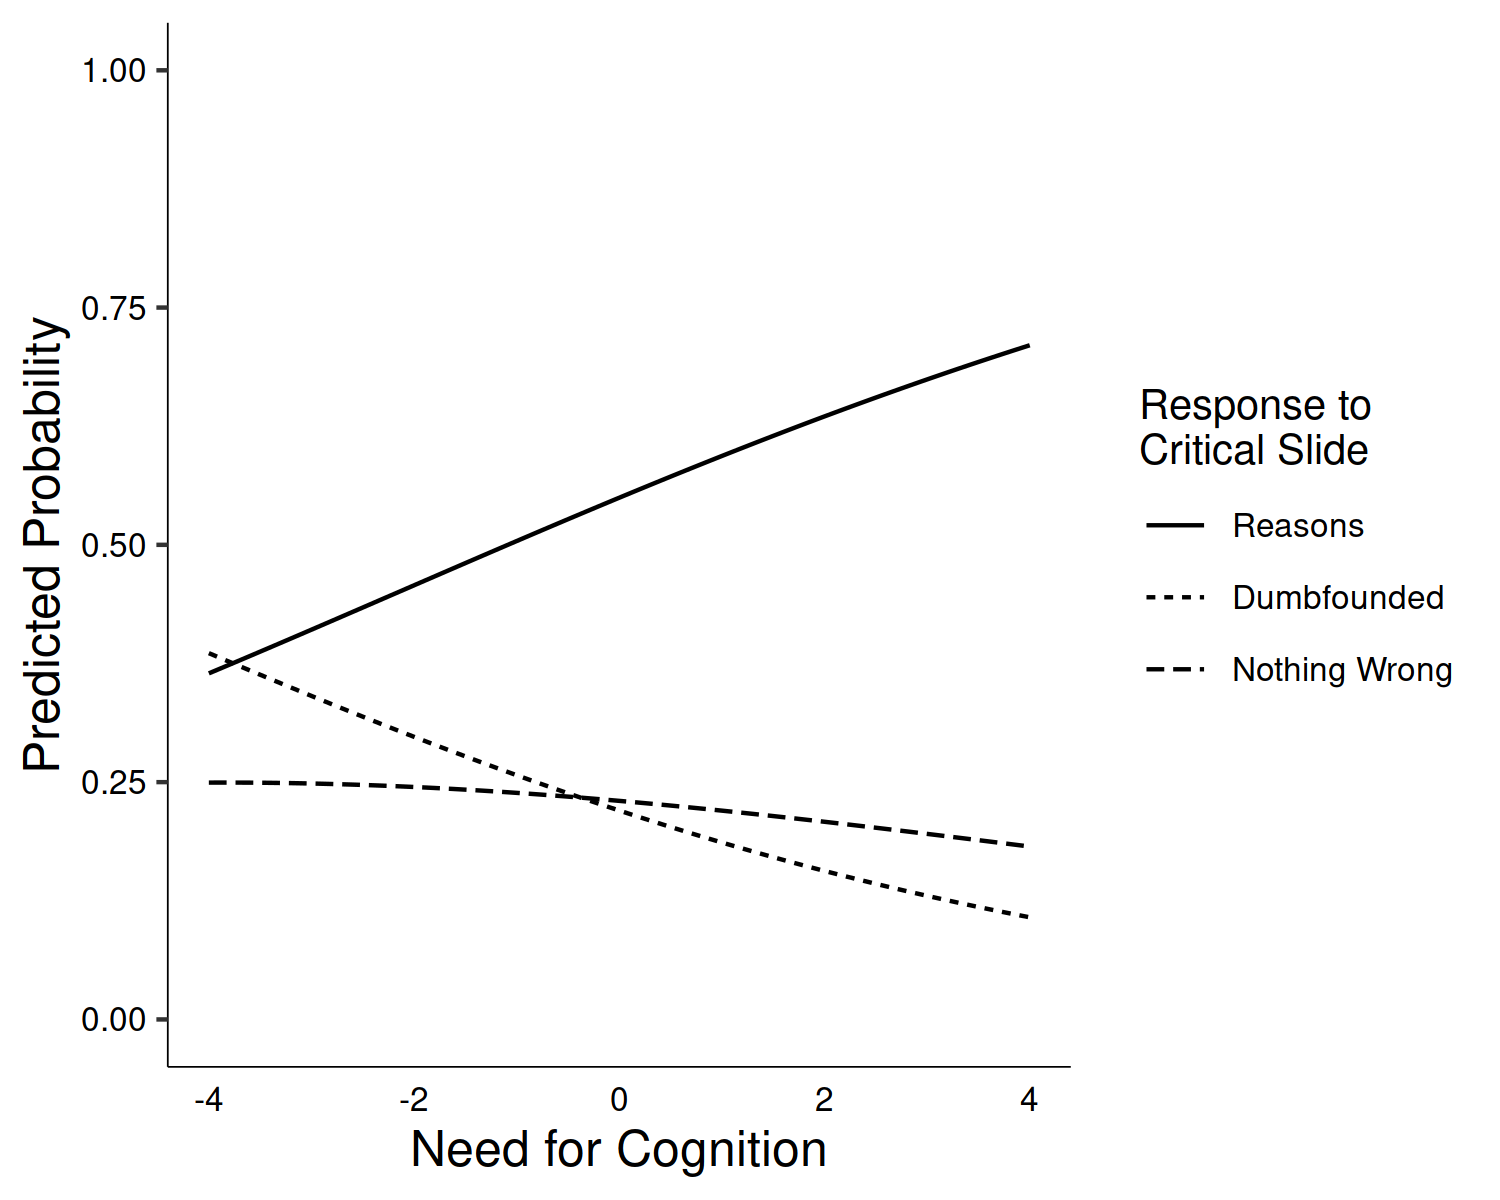 1.00
0.75
0.50
0.25
0.00
Predicted Probability
-4 -2 0 2 4
Need for Cognition
Response to
Critical Slide
Reasons
Dumbfounded
Nothing Wrong